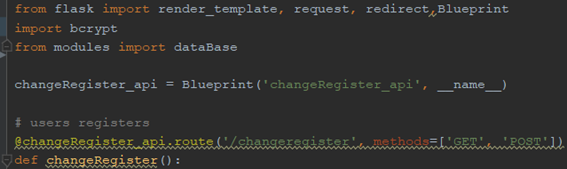 from flask import render_template, request, redirect,Blueprint
import bcrypt
from modules import dataBase
changeRegister_api = Blueprint('changeRegister_api', __name__)
# users registers
@changeRegister_api.route('/changeregister', methods=['GET', 'POST'])
def changeRegister():